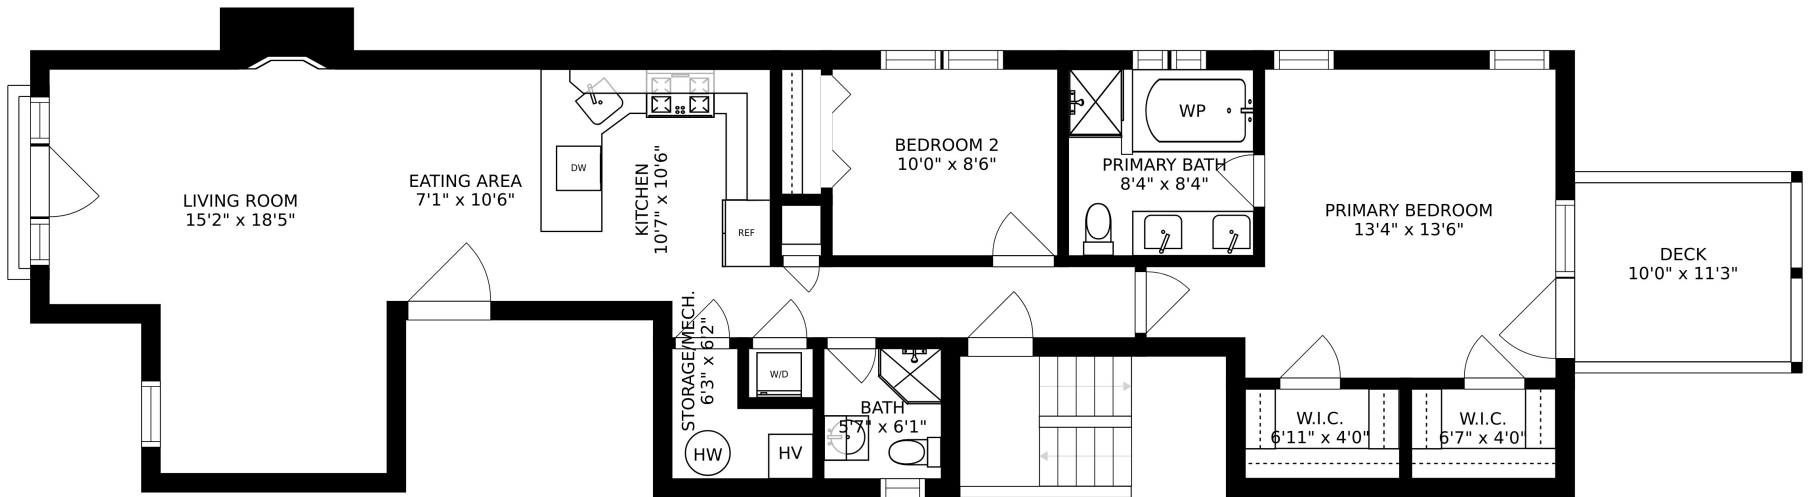 LIVING ROOM
15'2" x 18'5"
EATING AREA
7'1" x 10'6"
DW
KITCHEN
10'7" x 10'6"
REF
BEDROOM 2
10'0" x 8'6"
WP
PRIMARY BATH
8'4" x 8'4"
PRIMARY BEDROOM
13'4" x 13'6"
DECK
10'0" x 11'3"
STORAGE/MECH.
6'3" x 6'2"
W/D
HW
HV
BATH
5'7" x 6'1"
W.I.C.
6'11" x 4'0"
W.I.C.
6'7" x 4'0"